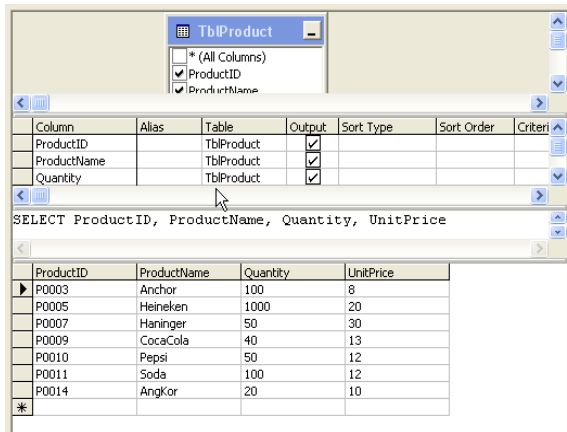 TblProduct
* (All Columns)
ProductID
ProductName
Column Alias Table Output Sort Type Sort Order Criteri
ProductID TblProduct
ProductName TblProduct
Quantity TblProduct
SELECT ProductID, ProductName, Quantity, UnitPrice
ProductID ProductName Quantity UnitPrice
P0003 Anchor 100 8
P0005 Heineken 1000 20
P0007 Haninger 50 30
P0009 CocaCola 40 13
P0010 Pepsi 50 12
P0011 Soda 100 12
P0014 AngKor 20 10